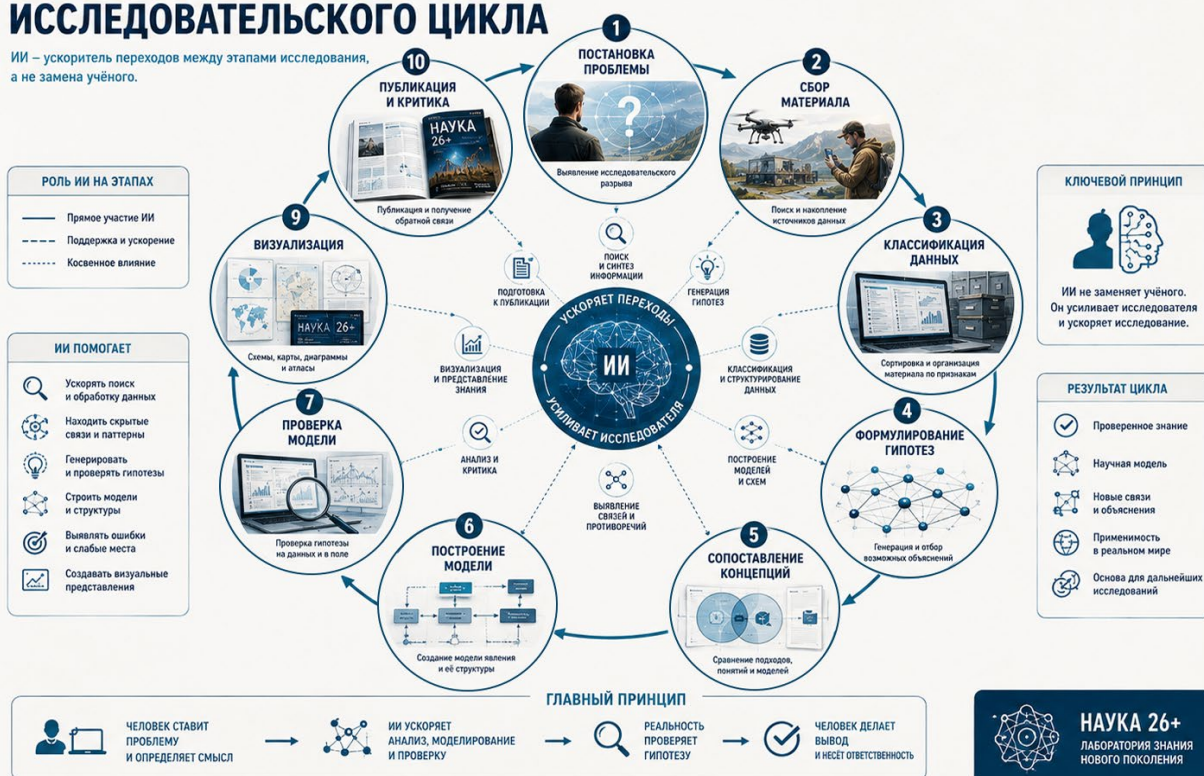 ИССЛЕДОВАТЕЛЬСКОГО ЦИКЛА
ИИ – ускоритель переходов между этапами исследования,
а не замена учёного.
1
ПОСТАНОВКА
ПРОБЛЕМЫ
?
Выявление исследовательского
разрыва
2
СБОР
МАТЕРИАЛА
Поиск и накопление
источников данных
3
КЛАССИФИКАЦИЯ
ДАННЫХ
Сортировка и организация
материала по признакам
4
ФОРМУЛИРОВАНИЕ
ГИПОТЕЗ
Генерация и отбор
возможных объяснений
5
СОПОСТАВЛЕНИЕ
КОНЦЕПЦИЙ
Сравнение подходов,
понятий и моделей
6
ПОСТРОЕНИЕ
МОДЕЛИ
Создание модели явления
и её структуры
7
ПРОВЕРКА
МОДЕЛИ
Проверка гипотезы
на данных и в поле
9
ВИЗУАЛИЗАЦИЯ
НАУКА 26+
Схемы, карты, диаграммы
и атласы
10
ПУБЛИКАЦИЯ
И КРИТИКА
НАУКА
26+
Публикация и получение
обратной связи
ПОИСК
И СИНТЕЗ
ИНФОРМАЦИИ
ГЕНЕРАЦИЯ
ГИПОТЕЗ
КЛАССИФИКАЦИЯ
И СТРУКТУРИРОВАНИЕ
ДАННЫХ
ПОСТРОЕНИЕ
МОДЕЛЕЙ
И СХЕМ
ВЫЯВЛЕНИЕ
СВЯЗЕЙ И
ПРОТИВОРЕЧИЙ
АНАЛИЗ И
КРИТИКА
ВИЗУАЛИЗАЦИЯ
И ПРЕДСТАВЛЕНИЕ
ЗНАНИЯ
ПОДГОТОВКА
К ПУБЛИКАЦИИ
УСКОРЯЕТ ПЕРЕХОДЫ
ИИ
УСИЛИВАЕТ ИССЛЕДОВАТЕЛЯ
РОЛЬ ИИ НА ЭТАПАХ
Прямое участие ИИ
Поддержка и ускорение
Косвенное влияние
ИИ ПОМОГАЕТ
Ускорять поиск
и обработку данных
Находить скрытые
связи и паттерны
Генерировать
и проверять гипотезы
Строить модели
и структуры
Выявлять ошибки
и слабые места
Создавать визуальные
представления
КЛЮЧЕВОЙ ПРИНЦИП
ИИ не заменяет учёного.
Он усиливает исследователя
и ускоряет исследование.
РЕЗУЛЬТАТ ЦИКЛА
Проверенное знание
Научная модель
Новые связи
и объяснения
Применимость
в реальном мире
Основа для дальнейших
исследований
ГЛАВНЫЙ ПРИНЦИП
ЧЕЛОВЕК СТАВИТ
ПРОБЛЕМУ
И ОПРЕДЕЛЯЕТ СМЫСЛ
ИИ УСКОРЯЕТ
АНАЛИЗ, МОДЕЛИРОВАНИЕ
И ПРОВЕРКУ
РЕАЛЬНОСТЬ
ПРОВЕРЯЕТ
ГИПОТЕЗУ
ЧЕЛОВЕК ДЕЛАЕТ
ВЫВОД
И НЕСЁТ ОТВЕТСТВЕННОСТЬ
НАУКА 26+
ЛАБОРАТОРИЯ ЗНАНИЯ
НОВОГО ПОКОЛЕНИЯ